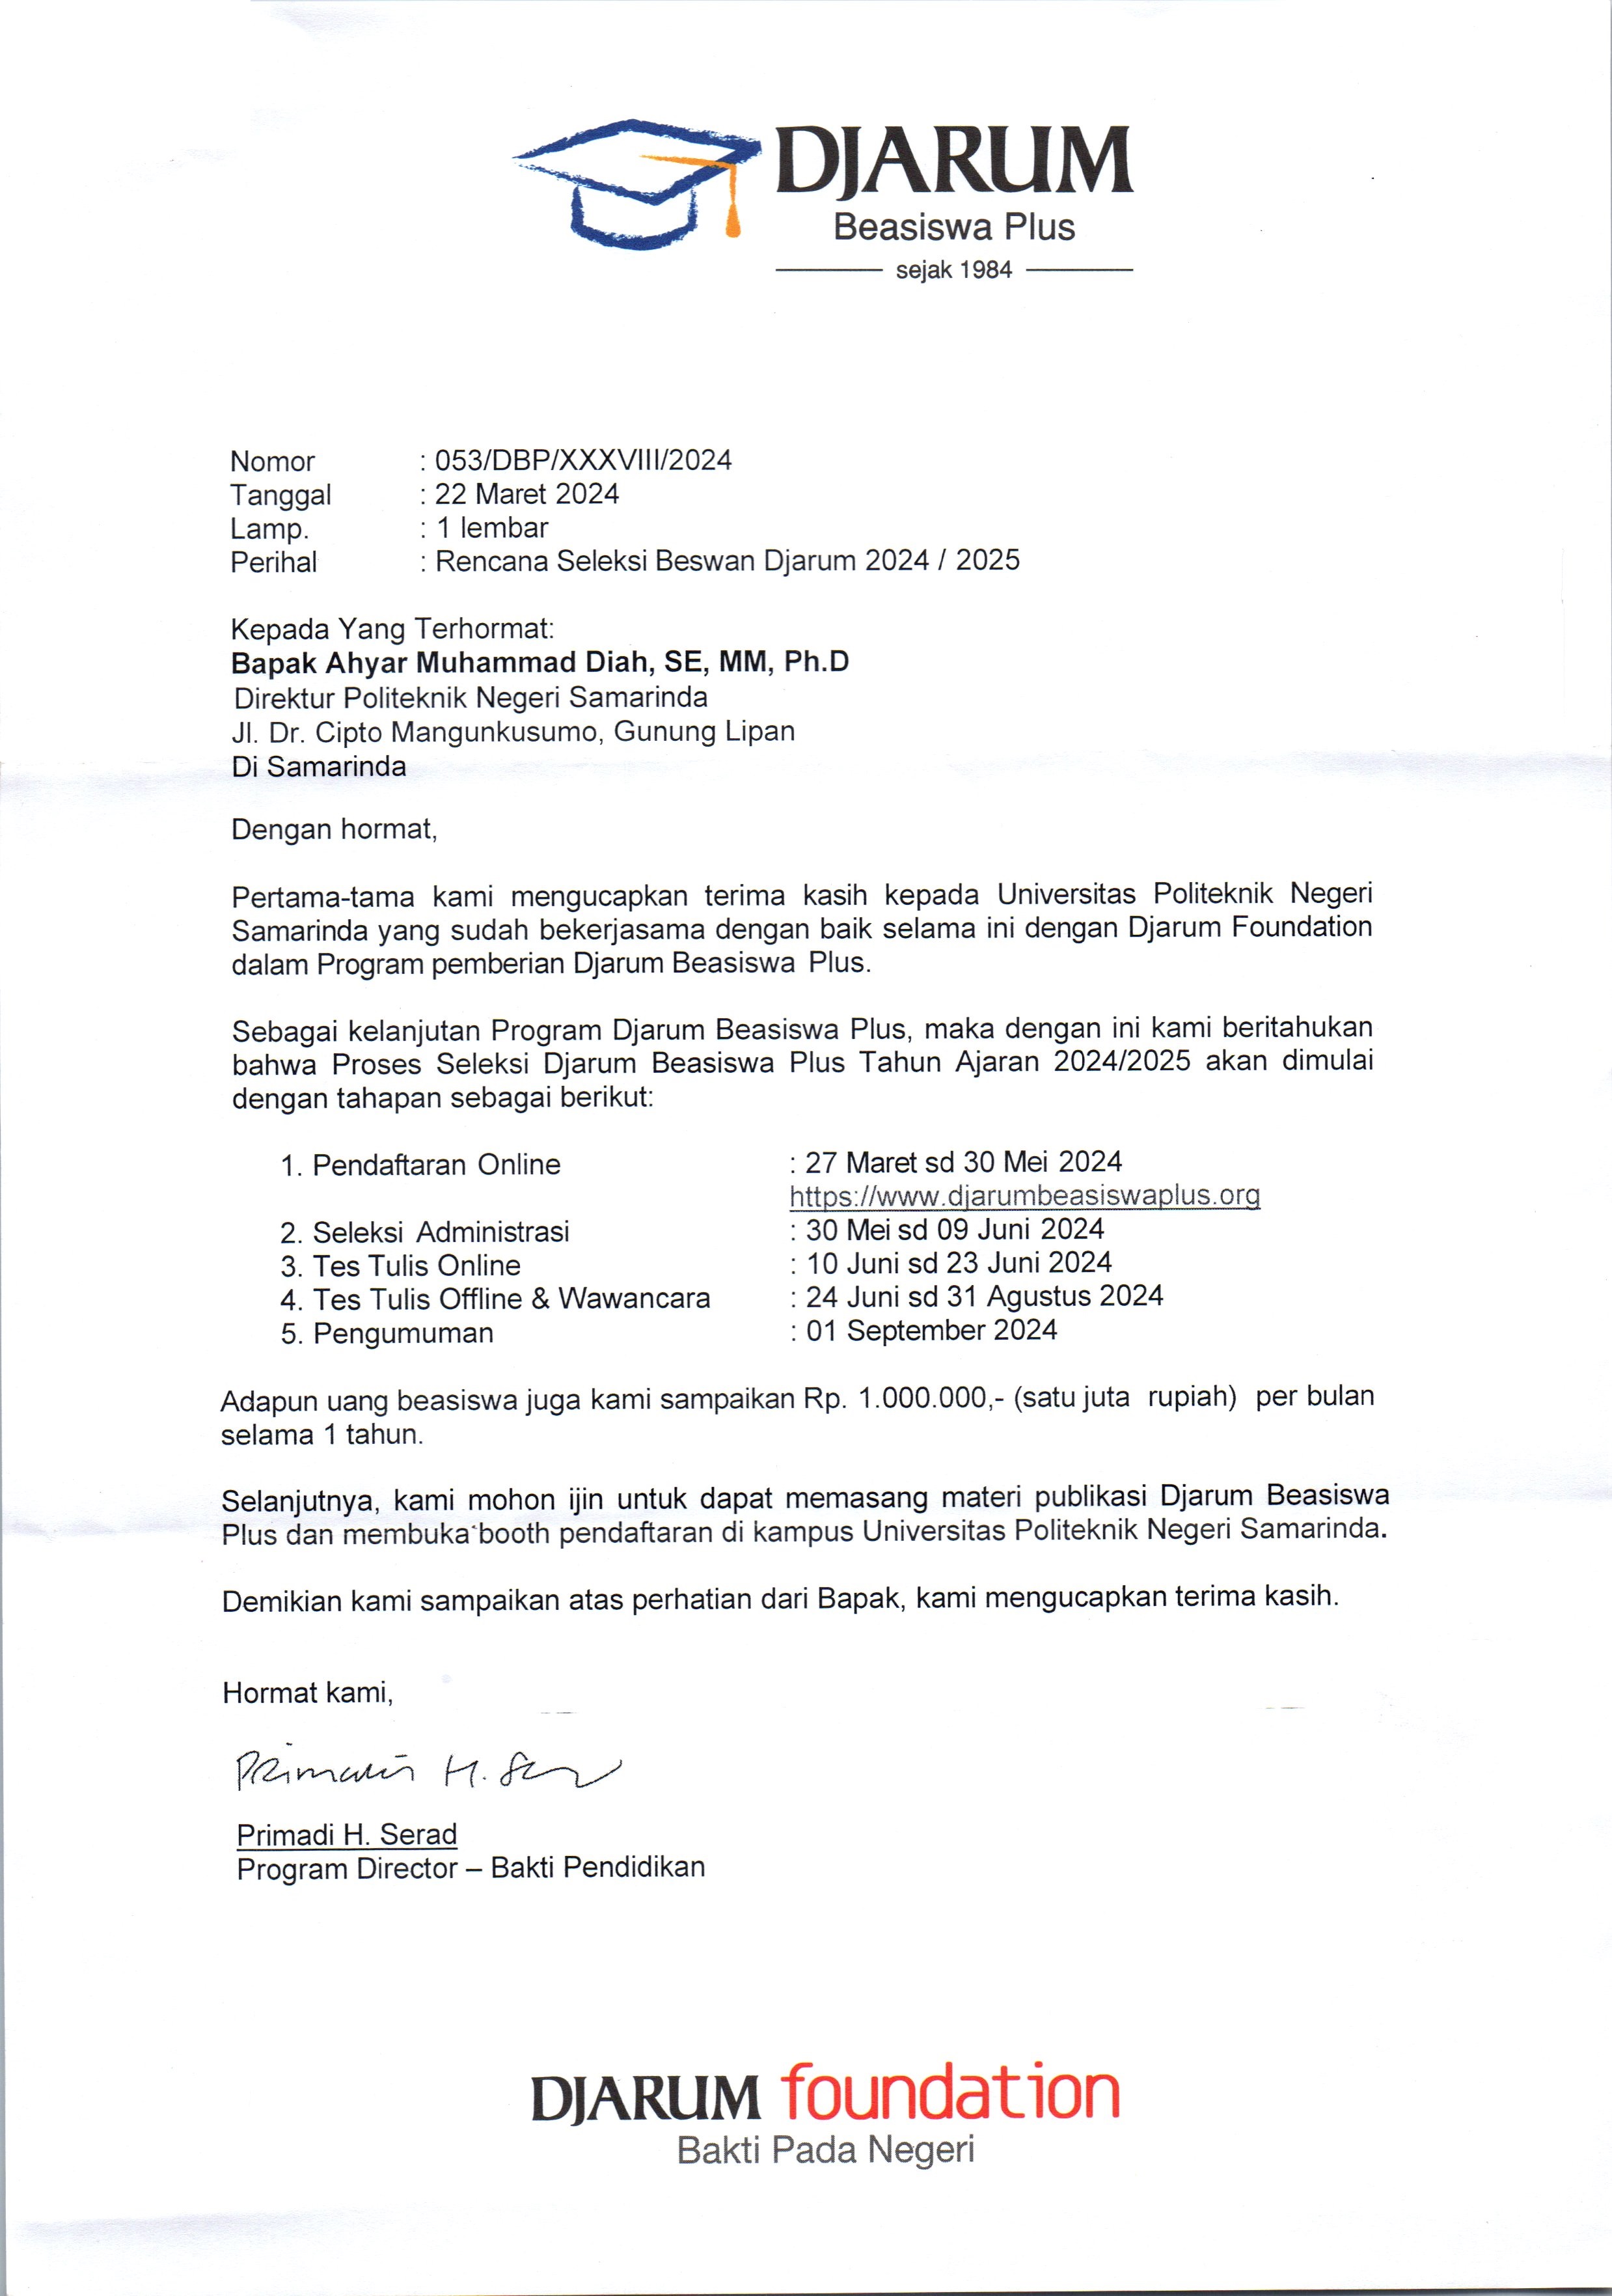 DJARUM
Beasiswa Plus
sejak 1984
Nomor : 053/DBP/XXXVIII/2024
Tanggal : 22 Maret 2024
Lamp. : 1 lembar
Perihal : Rencana Seleksi Beswan Djarum 2024 / 2025
Kepada Yang Terhormat:
Bapak Ahyar Muhammad Diah, SE, MM, Ph.D
Direktur Politeknik Negeri Samarinda
Jl. Dr. Cipto Mangunkusumo, Gunung Lipan
Di Samarinda
Dengan hormat,
Pertama-tama kami mengucapkan terima kasih kepada Universitas Politeknik Negeri
Samarinda yang sudah bekerjasama dengan baik selama ini dengan Djarum Foundation
dalam Program pemberian Djarum Beasiswa Plus.
Sebagai kelanjutan Program Djarum Beasiswa Plus, maka dengan ini kami beritahukan
bahwa Proses Seleksi Djarum Beasiswa Plus Tahun Ajaran 2024/2025 akan dimulai
dengan tahapan sebagai berikut:
1. Pendaftaran Online : 27 Maret sd 30 Mei 2024
https://www.djarumbeasiswaplus.org
2. Seleksi Administrasi : 30 Mei sd 09 Juni 2024
3. Tes Tulis Online : 10 Juni sd 23 Juni 2024
4. Tes Tulis Offline & Wawancara : 24 Juni sd 31 Agustus 2024
5. Pengumuman : 01 September 2024
Adapun uang beasiswa juga kami sampaikan Rp. 1.000.000,- (satu juta rupiah) per bulan
selama 1 tahun.
Selanjutnya, kami mohon ijin untuk dapat memasang materi publikasi Djarum Beasiswa
Plus dan membuka booth pendaftaran di kampus Universitas Politeknik Negeri Samarinda.
Demikian kami sampaikan atas perhatian dari Bapak, kami mengucapkan terima kasih.
Hormat kami,
Primadi H. Serad
Program Director – Bakti Pendidikan
DJARUM foundation
Bakti Pada Negeri